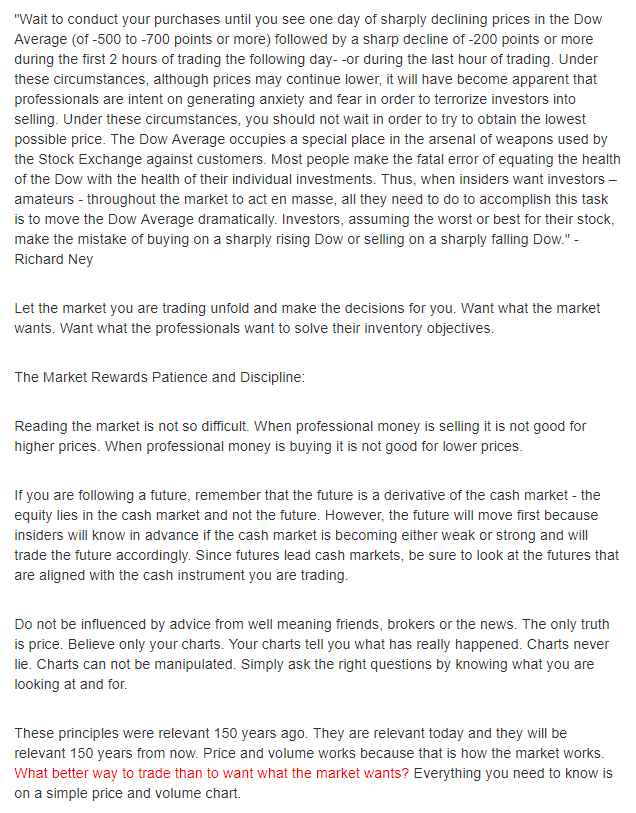 "Wait to conduct your purchases until you see one day of sharply declining prices in the Dow
Average (of -500 to -700 points or more) followed by a sharp decline of -200 points or more
during the first 2 hours of trading the following day- -or during the last hour of trading. Under
these circumstances, although prices may continue lower, it will have become apparent that
professionals are intent on generating anxiety and fear in order to terrorize investors into
selling. Under these circumstances, you should not wait in order to try to obtain the lowest
possible price. The Dow Average occupies a special place in the arsenal of weapons used by
the Stock Exchange against customers. Most people make the fatal error of equating the health
of the Dow with the health of their individual investments. Thus, when insiders want investors –
amateurs - throughout the market to act en masse, all they need to do to accomplish this task
is to move the Dow Average dramatically. Investors, assuming the worst or best for their stock,
make the mistake of buying on a sharply rising Dow or selling on a sharply falling Dow." -
Richard Ney
Let the market you are trading unfold and make the decisions for you. Want what the market
wants. Want what the professionals want to solve their inventory objectives.
The Market Rewards Patience and Discipline:
Reading the market is not so difficult. When professional money is selling it is not good for
higher prices. When professional money is buying it is not good for lower prices.
If you are following a future, remember that the future is a derivative of the cash market - the
equity lies in the cash market and not the future. However, the future will move first because
insiders will know in advance if the cash market is becoming either weak or strong and will
trade the future accordingly. Since futures lead cash markets, be sure to look at the futures that
are aligned with the cash instrument you are trading.
Do not be influenced by advice from well meaning friends, brokers or the news. The only truth
is price. Believe only your charts. Your charts tell you what has really happened. Charts never
lie. Charts can not be manipulated. Simply ask the right questions by knowing what you are
looking at and for.
These principles were relevant 150 years ago. They are relevant today and they will be
relevant 150 years from now. Price and volume works because that is how the market works.
What better way to trade than to want what the market wants? Everything you need to know is
on a simple price and volume chart.